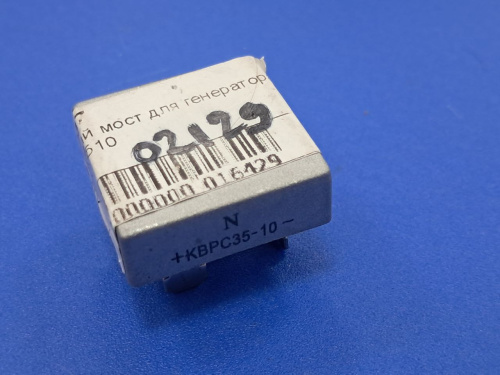 й мост для генератор
510
02129
000000 016429
N
+KBPC35-10 ~